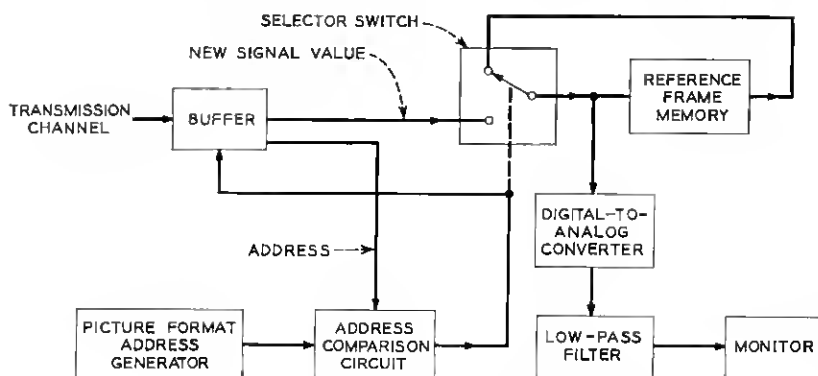 SELECTOR SWITCH
NEW SIGNAL VALUE
TRANSMISSION
CHANNEL
BUFFER
REFERENCE
FRAME
MEMORY
DIGITAL-TO-
ANALOG
CONVERTER
ADDRESS
PICTURE FORMAT
ADDRESS
GENERATOR
ADDRESS
COMPARISON
CIRCUIT
LOW-PASS
FILTER
MONITOR